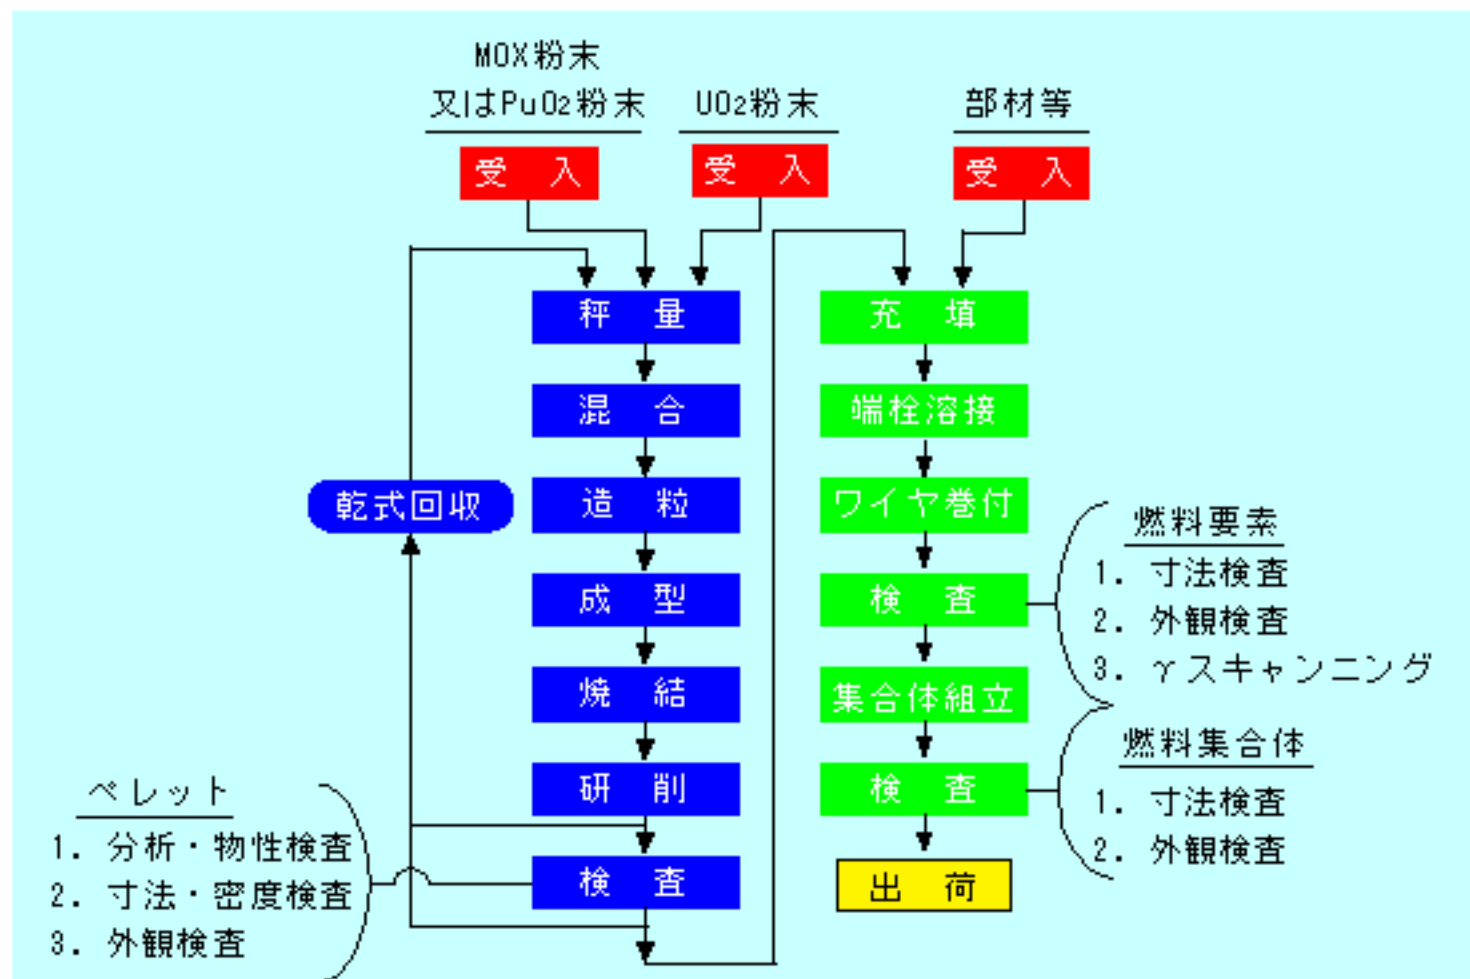 MOX粉末
又はPuO2粉末
UO2粉末
部材等
受 入
受 入
受 入
秤 量
混 合
造 粒
成 型
焼 結
研 削
検 査
乾式回収
ペレット
1. 分析・物性検査
2. 寸法・密度検査
3. 外観検査
充 填
端栓溶接
ワイヤ巻付
検 査
集合体組立
検 査
出 荷
燃料要素
1. 寸法検査
2. 外観検査
3. γスキャンニング
燃料集合体
1. 寸法検査
2. 外観検査